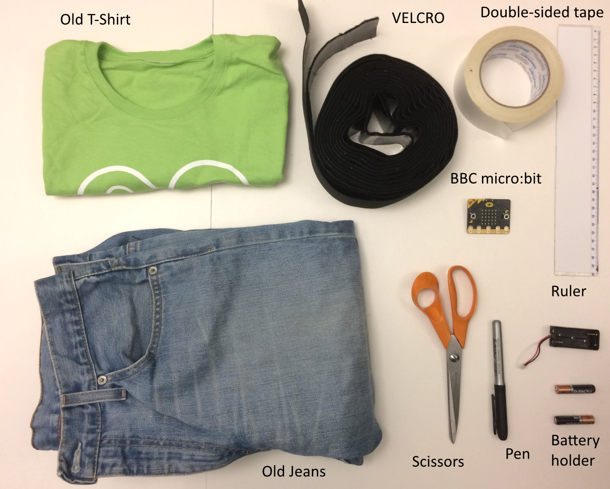 Old T-Shirt
VELCRO
Double-sided tape
BBC micro:bit
Ruler
Scissors
Pen
Battery
holder
Old Jeans